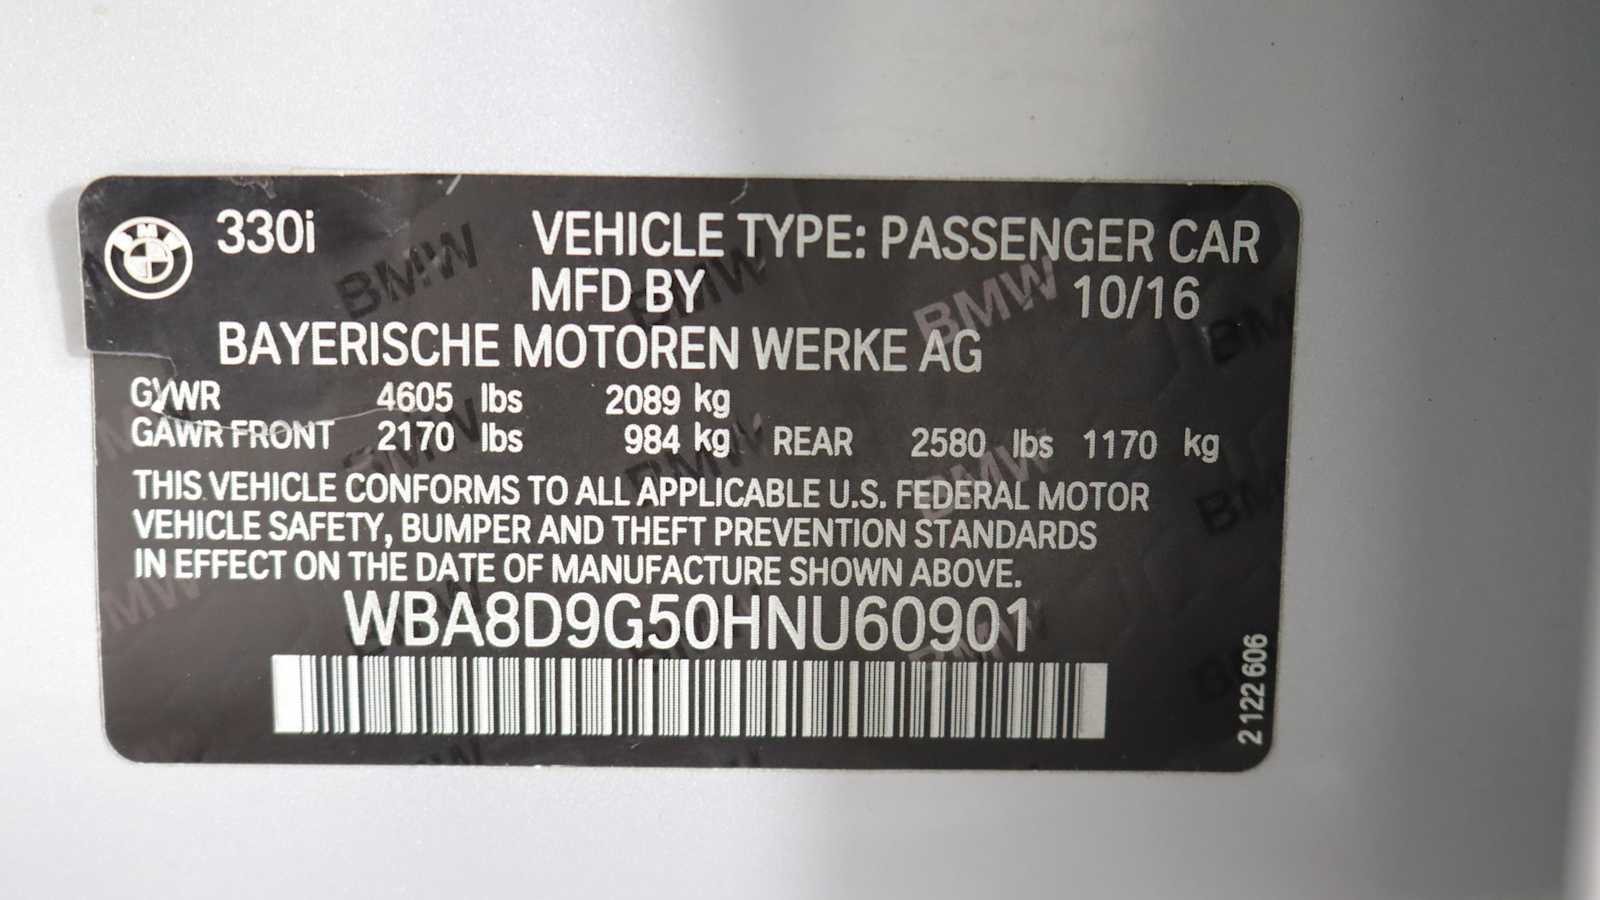 BMW 330i VEHICLE TYPE: PASSENGER CAR
MFD BY 10/16
BAYERISCHE MOTOREN WERKE AG
GVWR 4605 lbs 2089 kg
GAWR FRONT 2170 lbs 984 kg REAR 2580 lbs 1170 kg
THIS VEHICLE CONFORMS TO ALL APPLICABLE U.S. FEDERAL MOTOR
VEHICLE SAFETY, BUMPER AND THEFT PREVENTION STANDARDS
IN EFFECT ON THE DATE OF MANUFACTURE SHOWN ABOVE.
WBA8D9G50HNU60901
2 122 606